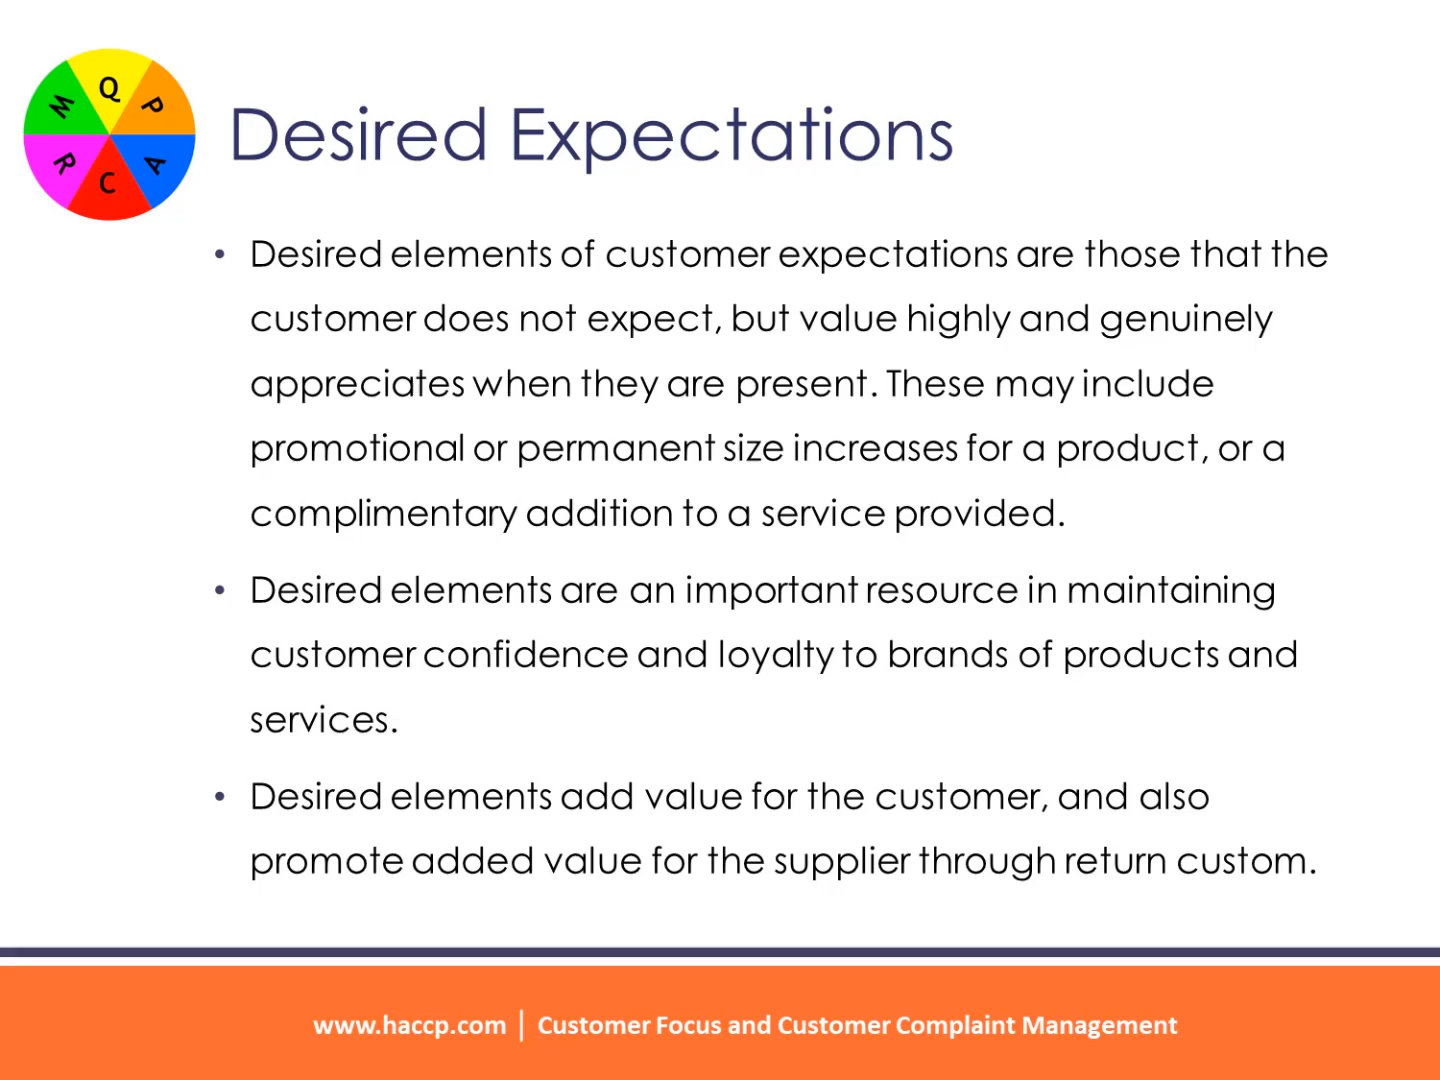 Q
M
P
R
A
C
Desired Expectations
• Desired elements of customer expectations are those that the
customer does not expect, but value highly and genuinely
appreciates when they are present. These may include
promotional or permanent size increases for a product, or a
complimentary addition to a service provided.
• Desired elements are an important resource in maintaining
customer confidence and loyalty to brands of products and
services.
• Desired elements add value for the customer, and also
promote added value for the supplier through return custom.
www.haccp.com | Customer Focus and Customer Complaint Management